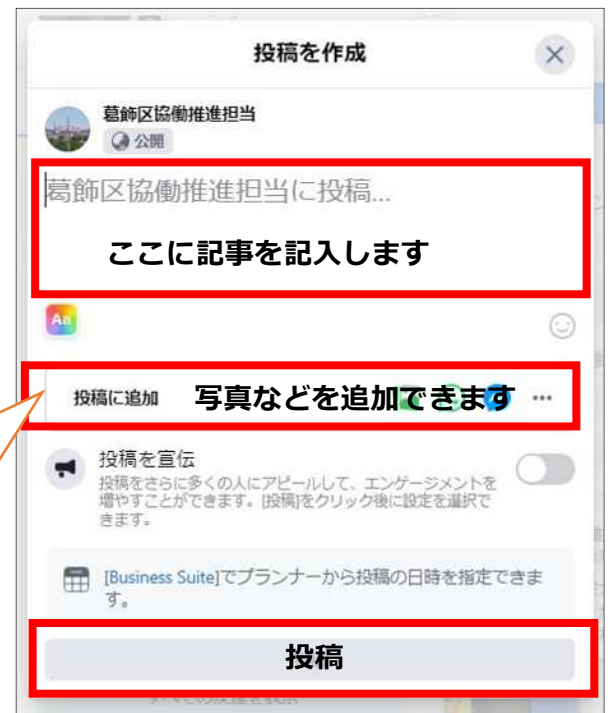 投稿を作成
葛飾区協働推進担当
公開
葛飾区協働推進担当に投稿...
ここに記事を記入します
Aa
投稿に追加 写真などを追加できます
投稿を宣伝
投稿をさらに多くの人にアピールして、エンゲージメントを
増やすことができます。[投稿]をクリック後に設定を選択で
きます。
[Business Suite]でプランナーから投稿の日時を指定できま
す。
投稿